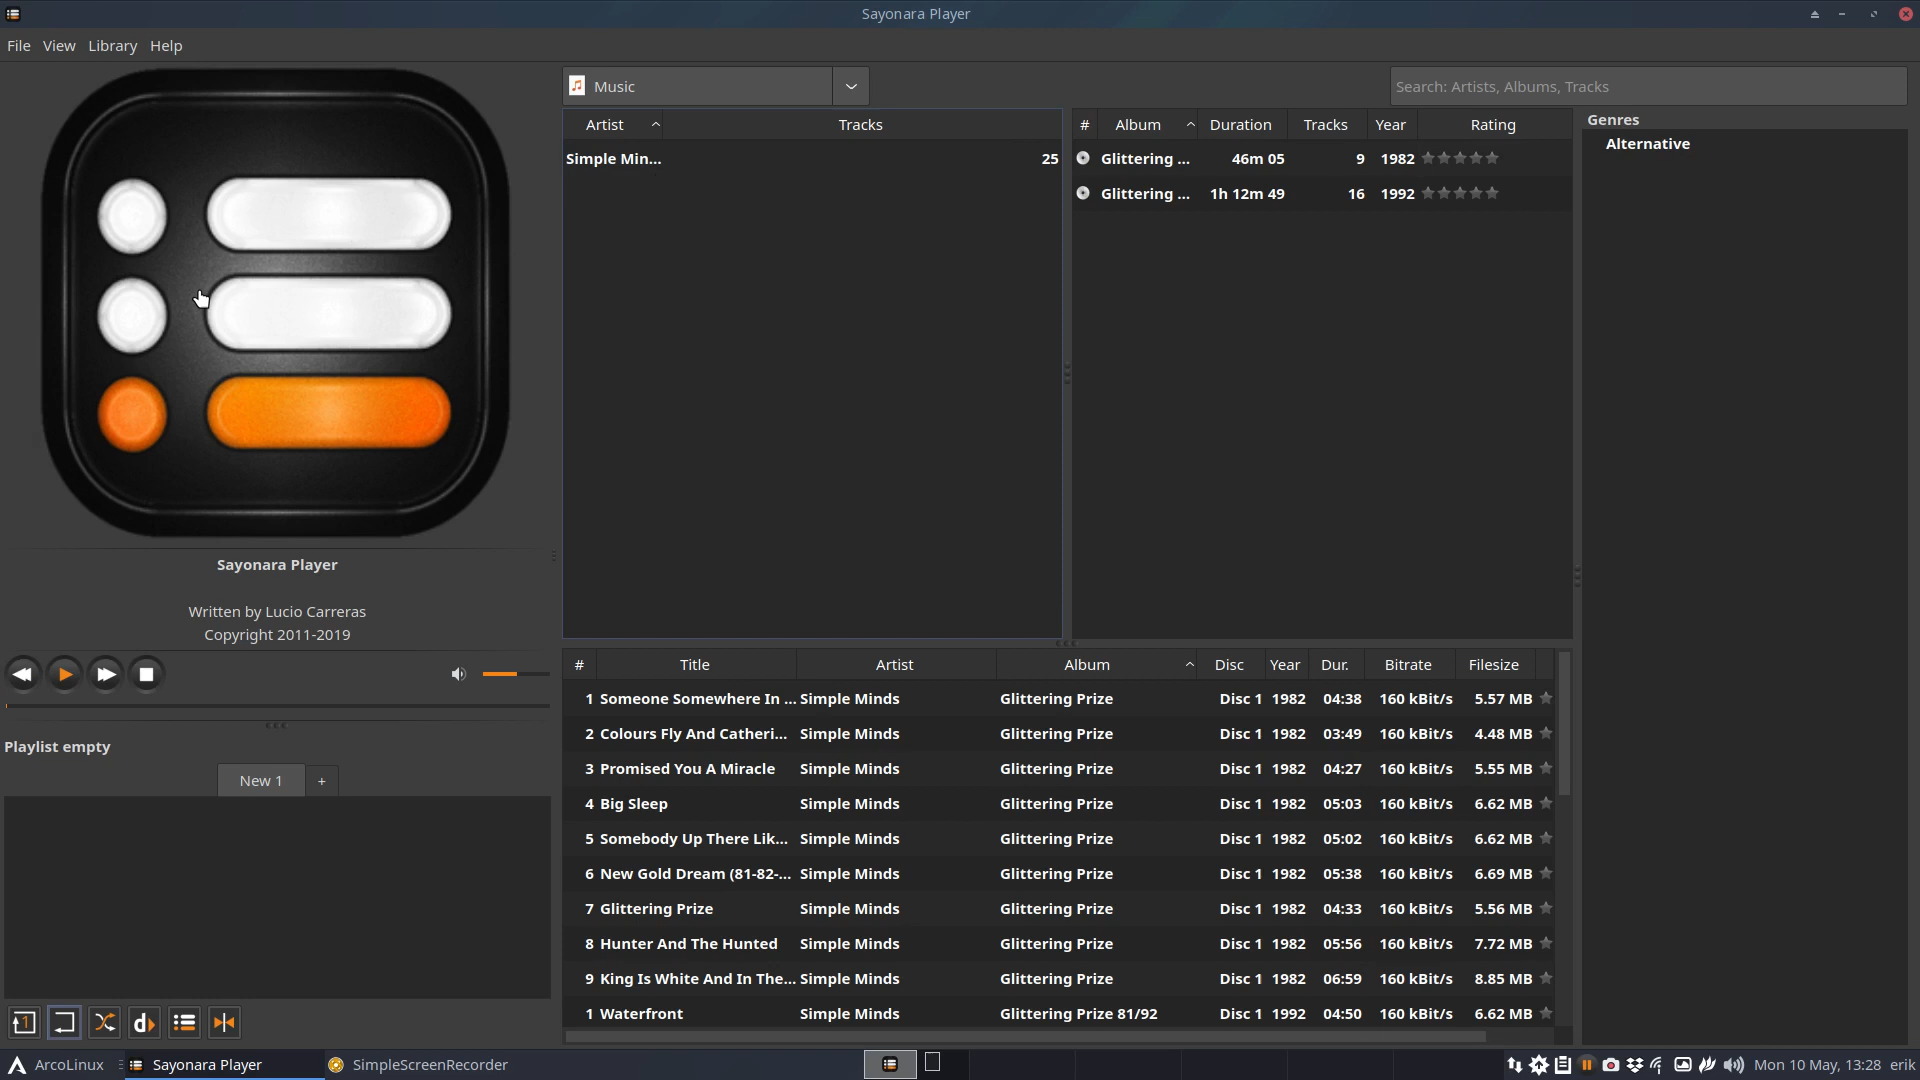 Sayonara Player
File View Library Help
Music
Search: Artists, Albums, Tracks
Artist Tracks
Simple Min... 25
# Album Duration Tracks Year Rating
Glittering ... 46m 05 9 1982
Glittering ... 1h 12m 49 16 1992
Genres
Alternative
Sayonara Player
Written by Lucio Carreras
Copyright 2011-2019
Playlist empty
New 1 +
1
d
# Title Artist Album Disc Year Dur. Bitrate Filesize
1 Someone Somewhere In ... Simple Minds Glittering Prize Disc 1 1982 04:38 160 kBit/s 5.57 MB
2 Colours Fly And Catheri... Simple Minds Glittering Prize Disc 1 1982 03:49 160 kBit/s 4.48 MB
3 Promised You A Miracle Simple Minds Glittering Prize Disc 1 1982 04:27 160 kBit/s 5.55 MB
4 Big Sleep Simple Minds Glittering Prize Disc 1 1982 05:03 160 kBit/s 6.62 MB
5 Somebody Up There Lik... Simple Minds Glittering Prize Disc 1 1982 05:02 160 kBit/s 6.62 MB
6 New Gold Dream (81-82-... Simple Minds Glittering Prize Disc 1 1982 05:38 160 kBit/s 6.69 MB
7 Glittering Prize Simple Minds Glittering Prize Disc 1 1982 04:33 160 kBit/s 5.56 MB
8 Hunter And The Hunted Simple Minds Glittering Prize Disc 1 1982 05:56 160 kBit/s 7.72 MB
9 King Is White And In The... Simple Minds Glittering Prize Disc 1 1982 06:59 160 kBit/s 8.85 MB
1 Waterfront Simple Minds Glittering Prize 81/92 Disc 1 1992 04:50 160 kBit/s 6.62 MB
ArcoLinux Sayonara Player SimpleScreenRecorder Mon 10 May, 13:28 erik